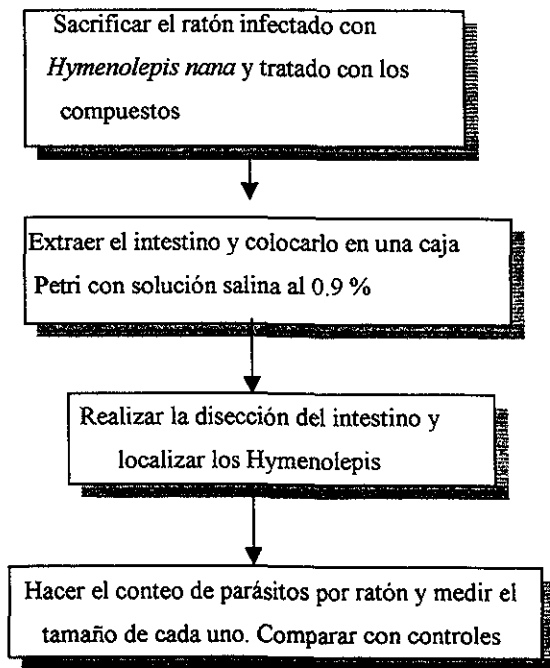 Sacrificar el ratón infectado con
Hymenolepis nana y tratado con los
compuestos
Extraer el intestino y colocarlo en una caja
Petri con solución salina al 0.9 %
Realizar la disección del intestino y
localizar los Hymenolepis
Hacer el conteo de parásitos por ratón y medir el
tamaño de cada uno. Comparar con controles